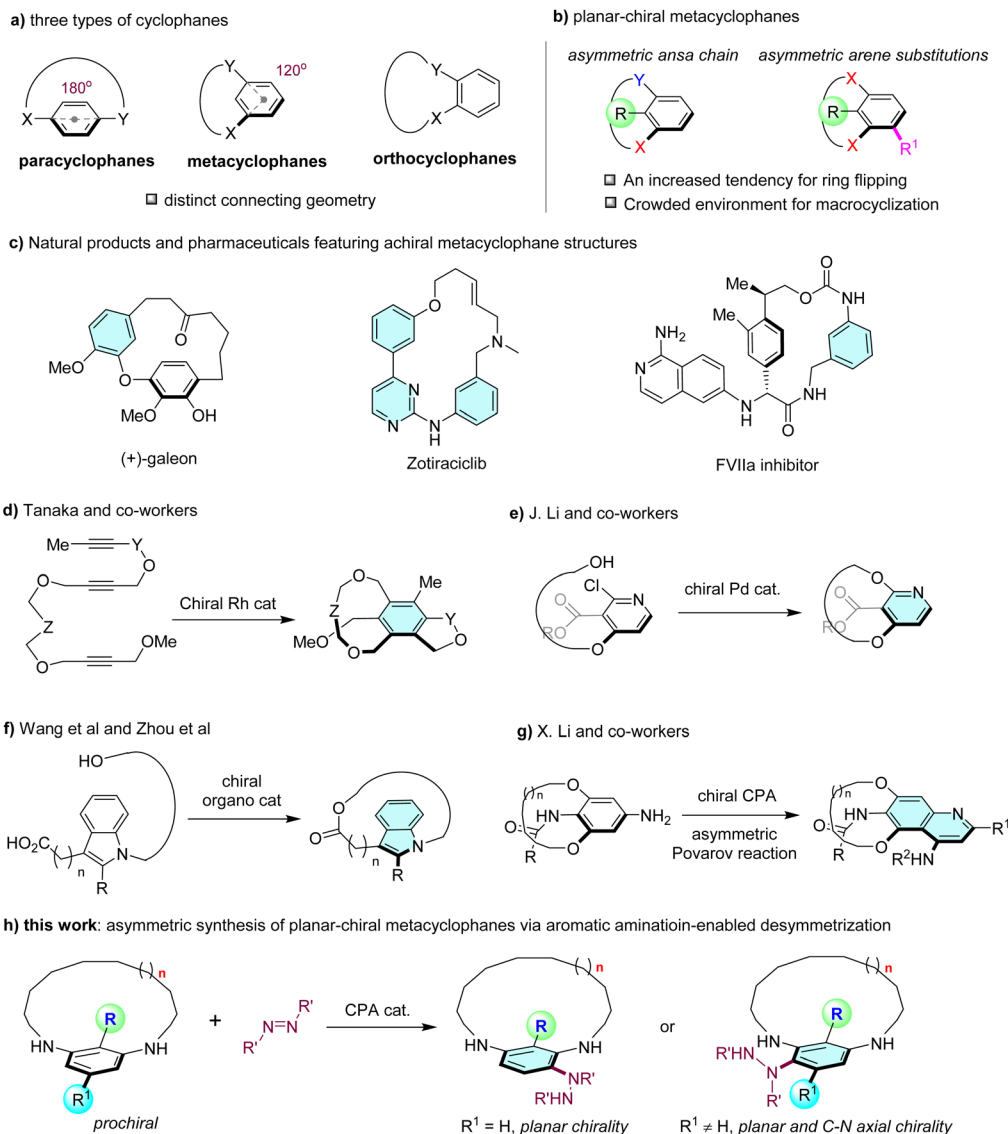 a) three types of cyclophanes
180°
X
Y
paracyclophanes
Y
120°
X
metacyclophanes
Y
X
orthocyclophanes
distinct connecting geometry
b) planar-chiral metacyclophanes
asymmetric ansa chain
asymmetric arene substitutions
Y
R
X
X
R
X
R¹
An increased tendency for ring flipping
Crowded environment for macrocyclization
c) Natural products and pharmaceuticals featuring achiral metacyclophane structures
O
MeO
O
MeO
OH
(+)-galeon
O
N
N
N
N
H
Zotiraciclib
NH₂
N
N
H
Me
Me
O
O
NH
NH
O
FVIIa inhibitor
d) Tanaka and co-workers
Me
Y
O
O
Z
O
OMe
Chiral Rh cat
O
Me
Z
Y
MeO
O
O
O
e) J. Li and co-workers
OH
Cl
O
N
RO
O
chiral Pd cat.
O
O
N
RO
O
f) Wang et al and Zhou et al
HO
HO₂C
n
N
R
chiral
organo cat
O
O
n
N
R
g) X. Li and co-workers
O
n
HN
NH₂
O
R
O
chiral CPA
asymmetric
Povarov reaction
O
n
HN
N
R¹
O
R
O
R²HN
h) this work: asymmetric synthesis of planar-chiral metacyclophanes via aromatic aminatioin-enabled desymmetrization
n
R
HN
NH
R¹
prochiral
+
R'
N=N
R'
CPA cat.
n
R
HN
NH
NR'
R'HN
R¹ = H, planar chirality
or
n
R
HN
NH
R'HN
N
R'
R¹
R¹ ≠ H, planar and C-N axial chirality